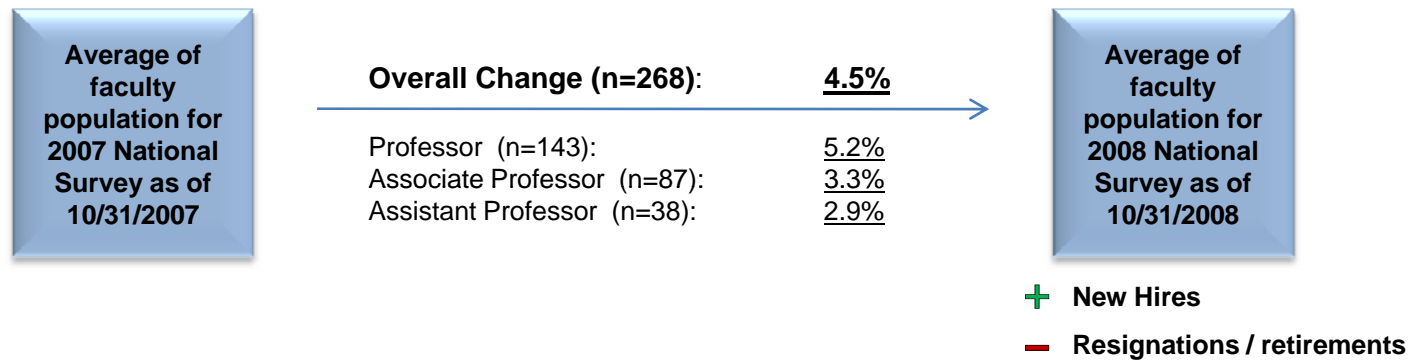 Average of
faculty
population for
2007 National
Survey as of
10/31/2007
Overall Change (n=268): 4.5%
Professor (n=143): 5.2%
Associate Professor (n=87): 3.3%
Assistant Professor (n=38): 2.9%
Average of
faculty
population for
2008 National
Survey as of
10/31/2008
+ New Hires
− Resignations / retirements